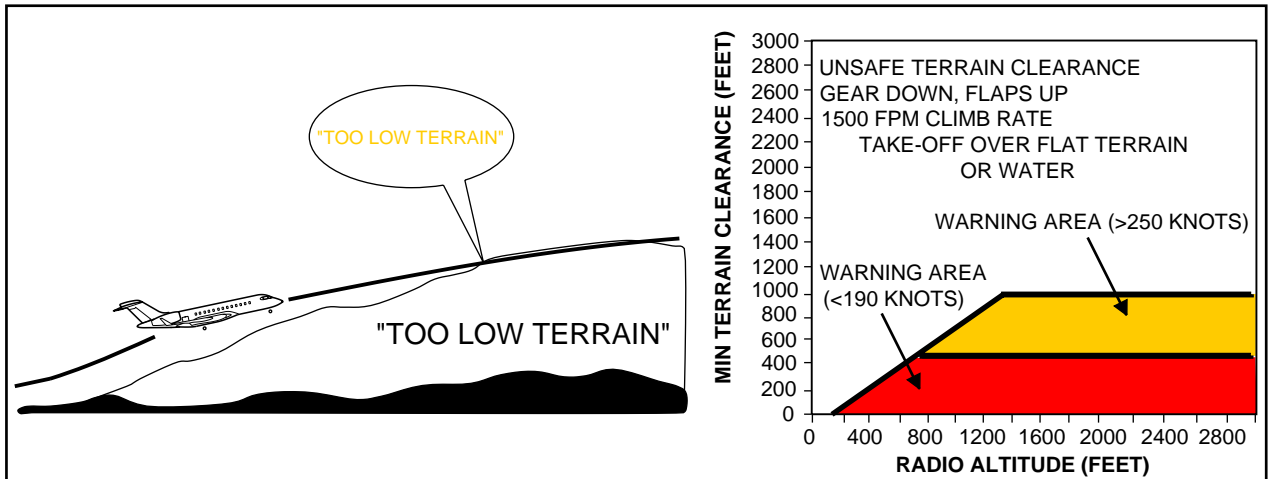 "TOO LOW TERRAIN"
"TOO LOW TERRAIN"
MIN TERRAIN CLEARANCE (FEET)
3000
2800
2600
2400
2200
2000
1800
1600
1400
1200
1000
800
600
400
200
0
UNSAFE TERRAIN CLEARANCE
GEAR DOWN, FLAPS UP
1500 FPM CLIMB RATE
TAKE-OFF OVER FLAT TERRAIN
OR WATER
WARNING AREA (>250 KNOTS)
WARNING AREA
(<190 KNOTS)
0 400 800 1200 1600 2000 2400 2800
RADIO ALTITUDE (FEET)